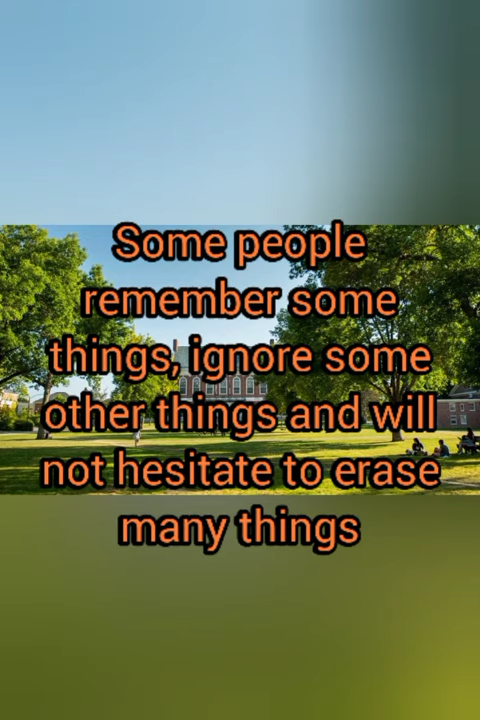 Some people
remember some
things, ignore some
other things and will
not hesitate to erase
many things